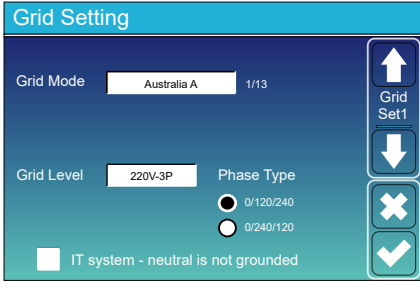 Grid Setting
Grid Mode
Australia A
1/13
Grid
Set1
Grid Level
220V-3P
Phase Type
0/120/240
0/240/120
IT system - neutral is not grounded